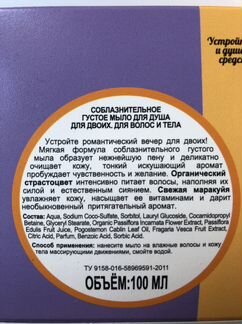 Устрой
и душ
средс
СОБЛАЗНИТЕЛЬНОЕ
ГУСТОЕ МЫЛО ДЛЯ ДУША
ДЛЯ ДВОИХ. ДЛЯ ВОЛОС И ТЕЛА
Устройте романтический вечер для двоих!
Мягкая формула соблазнительного густого
мыла образует нежнейшую пену и деликатно
очищает кожу, тонкий искушающий аромат
пробуждает чувственность и желание. Органический
страстоцвет интенсивно питает волосы, наполняя их
силой и естественным сиянием. Свежая маракуйя
увлажняет кожу, насыщает ее витаминами и дарит
необыкновенный притягательный аромат.
Состав: Aqua, Sodium Coco-Sulfate, Sorbitol, Lauryl Glucoside, Cocamidopropyl
Betaine, Glyceryl Stearate, Organic Passiflora Incarnata Flower Extract, Passiflora
Edulis Fruit Juice, Pogostemon Cablin Leaf Oil, Fragaria Vesca Fruit Extract,
Citric Acid, Parfum, Benzoic Acid, Sorbic Acid.
Способ применения: нанесите мыло на влажные волосы и кожу
тела массирующими движениями, смойте водой.
ТУ 9158-016-58969591-2011
ОБЪЁМ:100 МЛ